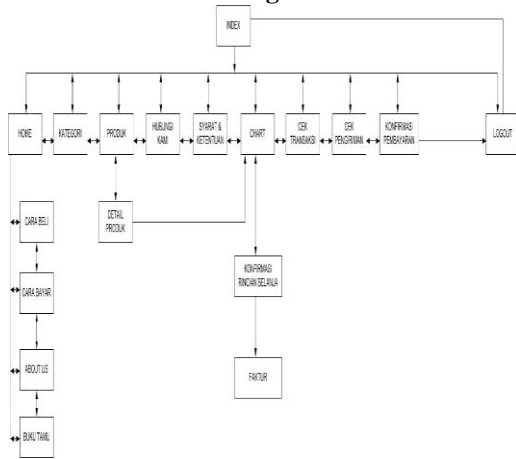 INDEX
HOME
KATEGORI
PRODUK
HUBUNGI
KAMI
SYARAT &
KETENTUAN
CHART
CEK
TRANSAKSI
CEK
PENGIRIMAN
KONFIRMASI
PEMBAYARAN
LOGOUT
DETAIL
PRODUK
CARA BELI
KONFIRMASI
RINCIAN BELANJA
CARA BAYAR
ABOUT US
FAKTUR
BUKU TAMU